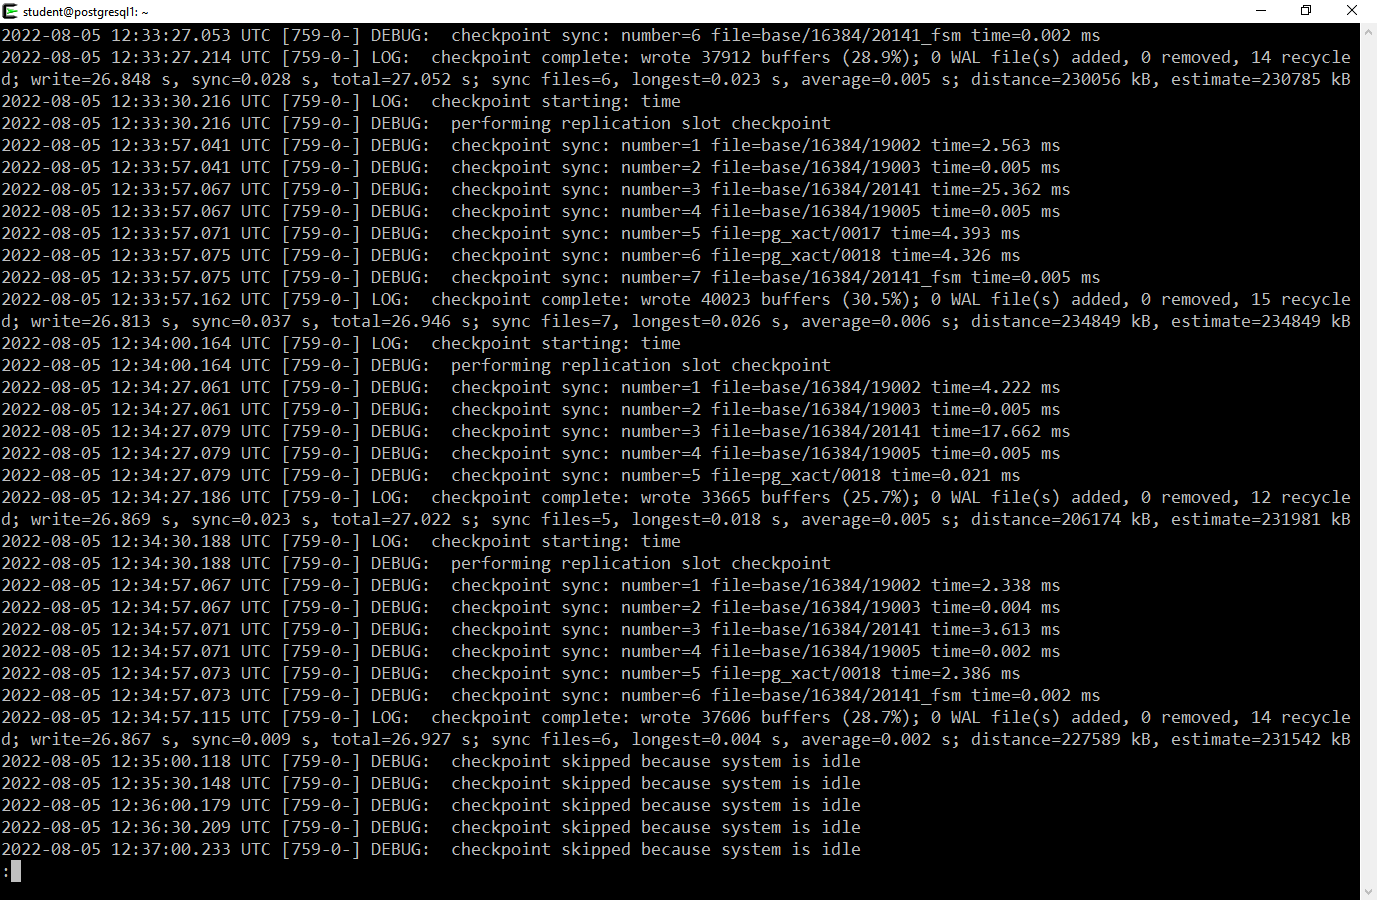 student@postgresql1: ~
2022-08-05 12:33:27.053 UTC [759-0-] DEBUG:  checkpoint sync: number=6 file=base/16384/20141_fsm time=0.002 ms
2022-08-05 12:33:27.214 UTC [759-0-] LOG:  checkpoint complete: wrote 37912 buffers (28.9%); 0 WAL file(s) added, 0 removed, 14 recycle
d; write=26.848 s, sync=0.028 s, total=27.052 s; sync files=6, longest=0.023 s, average=0.005 s; distance=230056 kB, estimate=230785 kB
2022-08-05 12:33:30.216 UTC [759-0-] LOG:  checkpoint starting: time
2022-08-05 12:33:30.216 UTC [759-0-] DEBUG:  performing replication slot checkpoint
2022-08-05 12:33:57.041 UTC [759-0-] DEBUG:  checkpoint sync: number=1 file=base/16384/19002 time=2.563 ms
2022-08-05 12:33:57.041 UTC [759-0-] DEBUG:  checkpoint sync: number=2 file=base/16384/19003 time=0.005 ms
2022-08-05 12:33:57.067 UTC [759-0-] DEBUG:  checkpoint sync: number=3 file=base/16384/20141 time=25.362 ms
2022-08-05 12:33:57.067 UTC [759-0-] DEBUG:  checkpoint sync: number=4 file=base/16384/19005 time=0.005 ms
2022-08-05 12:33:57.071 UTC [759-0-] DEBUG:  checkpoint sync: number=5 file=pg_xact/0017 time=4.393 ms
2022-08-05 12:33:57.075 UTC [759-0-] DEBUG:  checkpoint sync: number=6 file=pg_xact/0018 time=4.326 ms
2022-08-05 12:33:57.075 UTC [759-0-] DEBUG:  checkpoint sync: number=7 file=base/16384/20141_fsm time=0.005 ms
2022-08-05 12:33:57.162 UTC [759-0-] LOG:  checkpoint complete: wrote 40023 buffers (30.5%); 0 WAL file(s) added, 0 removed, 15 recycle
d; write=26.813 s, sync=0.037 s, total=26.946 s; sync files=7, longest=0.026 s, average=0.006 s; distance=234849 kB, estimate=234849 kB
2022-08-05 12:34:00.164 UTC [759-0-] LOG:  checkpoint starting: time
2022-08-05 12:34:00.164 UTC [759-0-] DEBUG:  performing replication slot checkpoint
2022-08-05 12:34:27.061 UTC [759-0-] DEBUG:  checkpoint sync: number=1 file=base/16384/19002 time=4.222 ms
2022-08-05 12:34:27.061 UTC [759-0-] DEBUG:  checkpoint sync: number=2 file=base/16384/19003 time=0.005 ms
2022-08-05 12:34:27.079 UTC [759-0-] DEBUG:  checkpoint sync: number=3 file=base/16384/20141 time=17.662 ms
2022-08-05 12:34:27.079 UTC [759-0-] DEBUG:  checkpoint sync: number=4 file=base/16384/19005 time=0.005 ms
2022-08-05 12:34:27.079 UTC [759-0-] DEBUG:  checkpoint sync: number=5 file=pg_xact/0018 time=0.021 ms
2022-08-05 12:34:27.186 UTC [759-0-] LOG:  checkpoint complete: wrote 33665 buffers (25.7%); 0 WAL file(s) added, 0 removed, 12 recycle
d; write=26.869 s, sync=0.023 s, total=27.022 s; sync files=5, longest=0.018 s, average=0.005 s; distance=206174 kB, estimate=231981 kB
2022-08-05 12:34:30.188 UTC [759-0-] LOG:  checkpoint starting: time
2022-08-05 12:34:30.188 UTC [759-0-] DEBUG:  performing replication slot checkpoint
2022-08-05 12:34:57.067 UTC [759-0-] DEBUG:  checkpoint sync: number=1 file=base/16384/19002 time=2.338 ms
2022-08-05 12:34:57.067 UTC [759-0-] DEBUG:  checkpoint sync: number=2 file=base/16384/19003 time=0.004 ms
2022-08-05 12:34:57.071 UTC [759-0-] DEBUG:  checkpoint sync: number=3 file=base/16384/20141 time=3.613 ms
2022-08-05 12:34:57.071 UTC [759-0-] DEBUG:  checkpoint sync: number=4 file=base/16384/19005 time=0.002 ms
2022-08-05 12:34:57.073 UTC [759-0-] DEBUG:  checkpoint sync: number=5 file=pg_xact/0018 time=2.386 ms
2022-08-05 12:34:57.073 UTC [759-0-] DEBUG:  checkpoint sync: number=6 file=base/16384/20141_fsm time=0.002 ms
2022-08-05 12:34:57.115 UTC [759-0-] LOG:  checkpoint complete: wrote 37606 buffers (28.7%); 0 WAL file(s) added, 0 removed, 14 recycle
d; write=26.867 s, sync=0.009 s, total=26.927 s; sync files=6, longest=0.004 s, average=0.002 s; distance=227589 kB, estimate=231542 kB
2022-08-05 12:35:00.118 UTC [759-0-] DEBUG:  checkpoint skipped because system is idle
2022-08-05 12:35:30.148 UTC [759-0-] DEBUG:  checkpoint skipped because system is idle
2022-08-05 12:36:00.179 UTC [759-0-] DEBUG:  checkpoint skipped because system is idle
2022-08-05 12:36:30.209 UTC [759-0-] DEBUG:  checkpoint skipped because system is idle
2022-08-05 12:37:00.233 UTC [759-0-] DEBUG:  checkpoint skipped because system is idle
: